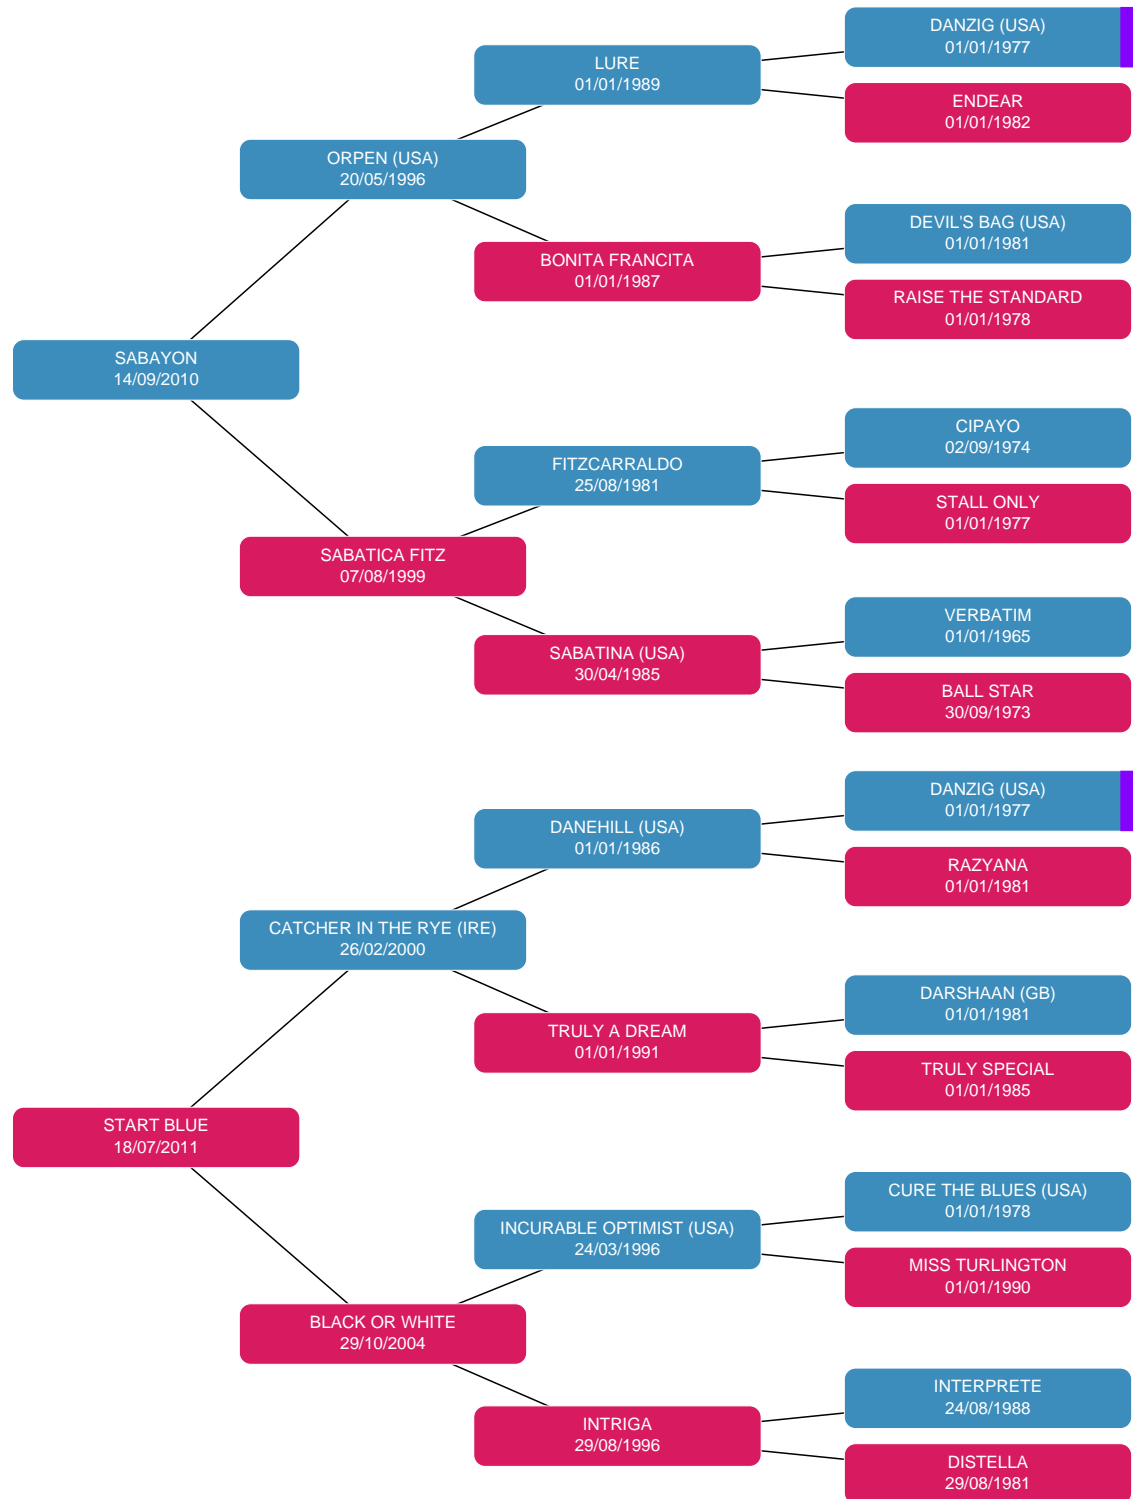 DANZIG (USA)
01/01/1977
LURE
01/01/1989
ENDEAR
01/01/1982
ORPEN (USA)
20/05/1996
DEVIL'S BAG (USA)
01/01/1981
BONITA FRANCITA
01/01/1987
RAISE THE STANDARD
01/01/1978
SABAYON
14/09/2010
CIPAYO
02/09/1974
FITZCARRALDO
25/08/1981
STALL ONLY
01/01/1977
SABATICA FITZ
07/08/1999
VERBATIM
01/01/1965
SABATINA (USA)
30/04/1985
BALL STAR
30/09/1973
DANZIG (USA)
01/01/1977
DANEHILL (USA)
01/01/1986
RAZYANA
01/01/1981
CATCHER IN THE RYE (IRE)
26/02/2000
DARSHAAN (GB)
01/01/1981
TRULY A DREAM
01/01/1991
TRULY SPECIAL
01/01/1985
START BLUE
18/07/2011
CURE THE BLUES (USA)
01/01/1978
INCURABLE OPTIMIST (USA)
24/03/1996
MISS TURLINGTON
01/01/1990
BLACK OR WHITE
29/10/2004
INTERPRETE
24/08/1988
INTRIGA
29/08/1996
DISTELLA
29/08/1981